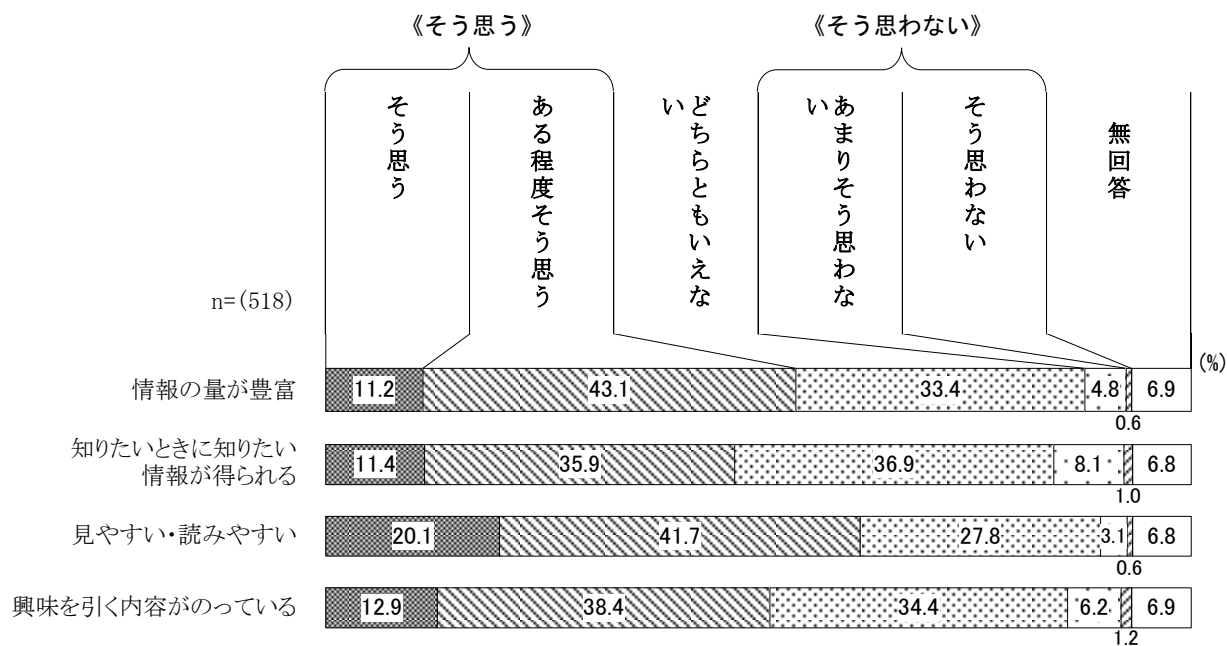 《そう思う》
《そう思わない》
そう思う
ある程度そう思う
どちらともいえな
い
あまりそう思わな
い
そう思わない
無回答
n=(518)
(%)
情報の量が豊富
11.2
43.1
33.4
4.8
6.9
0.6
知りたいときに知りたい
情報が得られる
11.4
35.9
36.9
8.1
6.8
1.0
見やすい・読みやすい
20.1
41.7
27.8
3.1
6.8
0.6
興味を引く内容がのっている
12.9
38.4
34.4
6.2
6.9
1.2